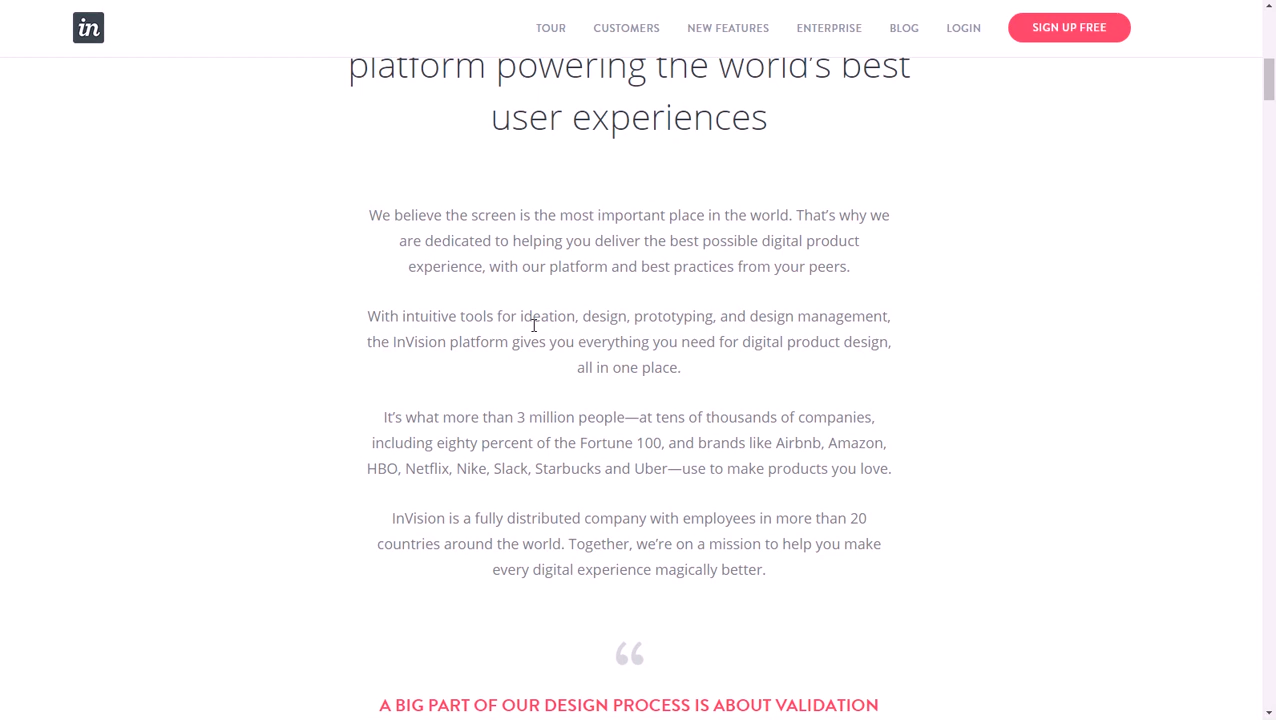 in
TOUR CUSTOMERS NEW FEATURES ENTERPRISE BLOG LOGIN SIGN UP FREE
platform powering the world’s best
user experiences
We believe the screen is the most important place in the world. That’s why we
are dedicated to helping you deliver the best possible digital product
experience, with our platform and best practices from your peers.
With intuitive tools for ideation, design, prototyping, and design management,
the InVision platform gives you everything you need for digital product design,
all in one place.
It’s what more than 3 million people—at tens of thousands of companies,
including eighty percent of the Fortune 100, and brands like Airbnb, Amazon,
HBO, Netflix, Nike, Slack, Starbucks and Uber—use to make products you love.
InVision is a fully distributed company with employees in more than 20
countries around the world. Together, we’re on a mission to help you make
every digital experience magically better.
“
A BIG PART OF OUR DESIGN PROCESS IS ABOUT VALIDATION